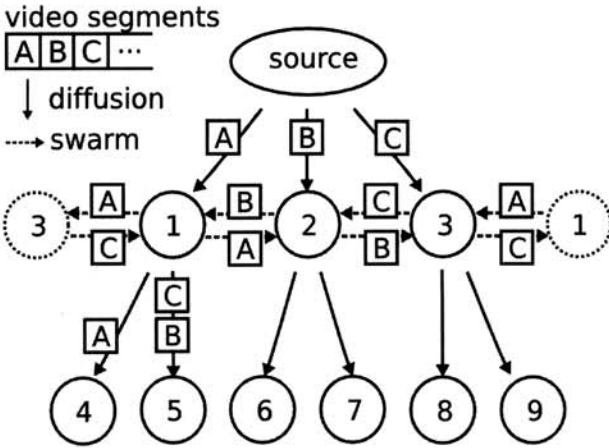 video segments
A B C ...
diffusion
swarm
source
A B C
A B C A
3 1 2 3 1
C A B C
C
A B
4 5 6 7 8 9